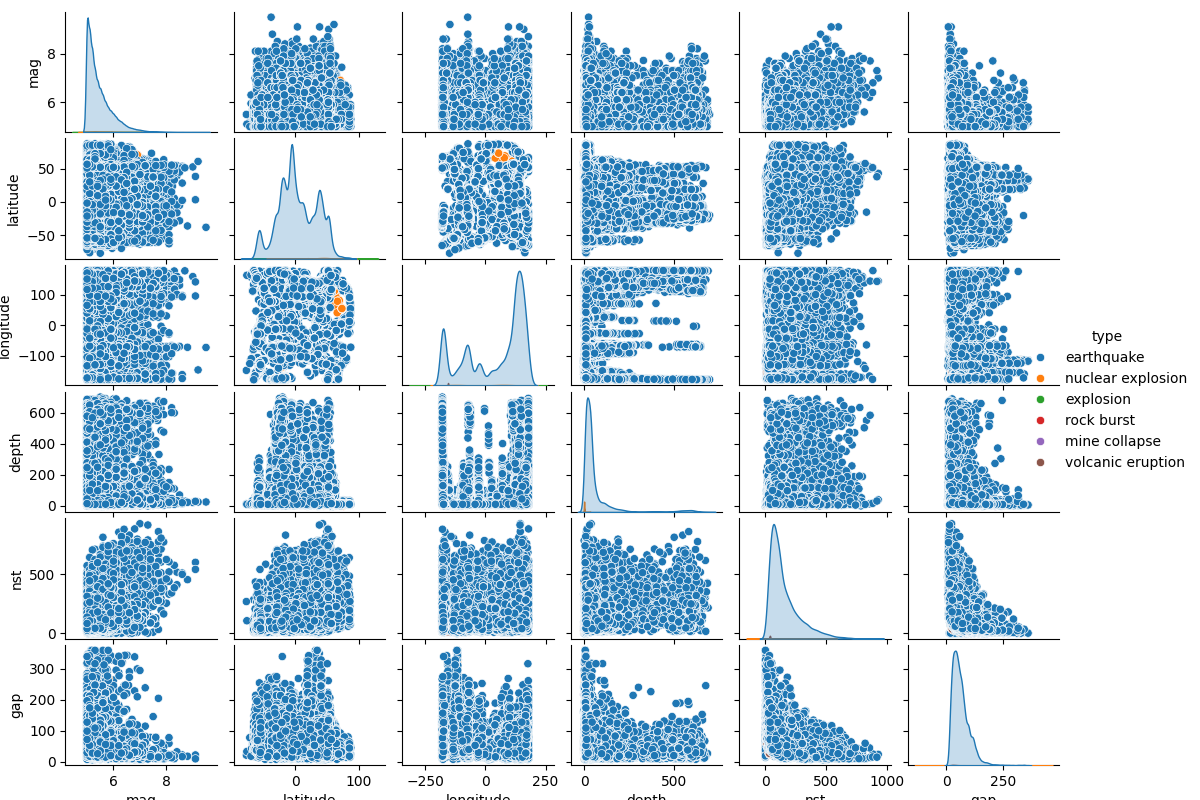 8
6
mag
50
0
−50
latitude
100
0
−100
longitude
600
400
200
0
depth
500
0
nst
300
200
100
0
gap
6 8
0 100
−250 0 250
0 500
0 500 1000
0 250
mag latitude longitude depth nst gap
type
earthquake
nuclear explosion
explosion
rock burst
mine collapse
volcanic eruption